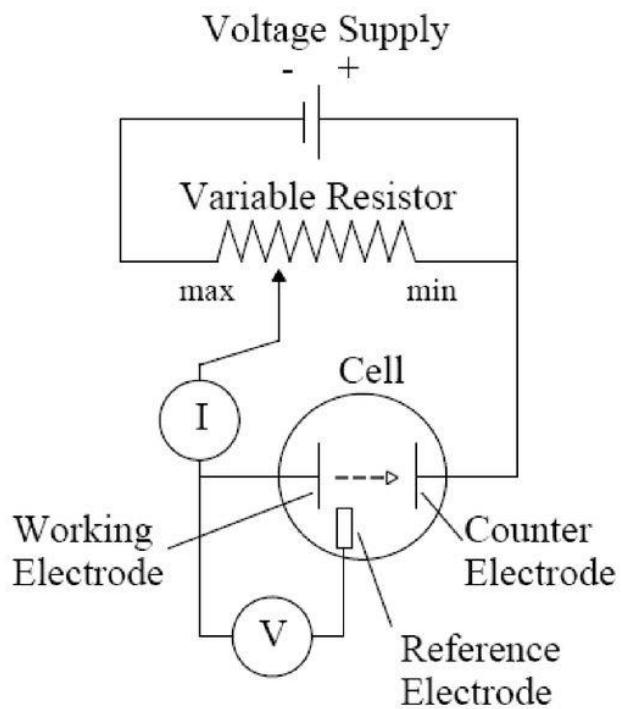 Voltage Supply
- +
Variable Resistor
max min
Cell
I
Working
Electrode
Counter
Electrode
V
Reference
Electrode